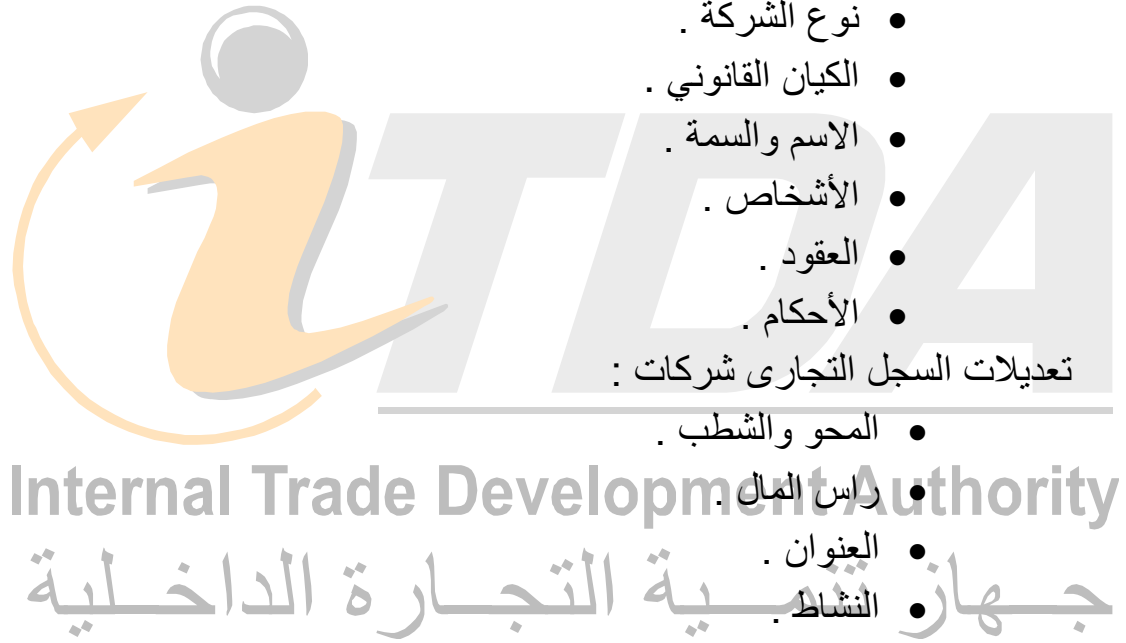 • نوع الشركة .
• الكيان القانوني .
• الاسم والسمة .
• الأشخاص .
• العقود .
• الأحكام .
تعديلات السجل التجارى شركات :
• المحو والشطب .
• راس المال .
• العنوان .
• النشاط .
iTDA
Internal Trade Development Authority
جهاز تنمية التجارة الداخلية